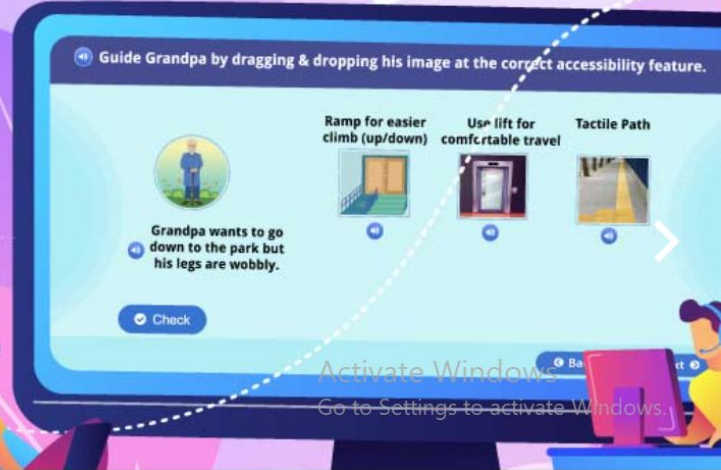 Guide Grandpa by dragging & dropping his image at the correct accessibility feature.
Ramp for easier
climb (up/down)
Use lift for
comfortable travel
Tactile Path
Grandpa wants to go
down to the park but
his legs are wobbly.
Check
Activate Windows
Go to Settings to activate Windows.